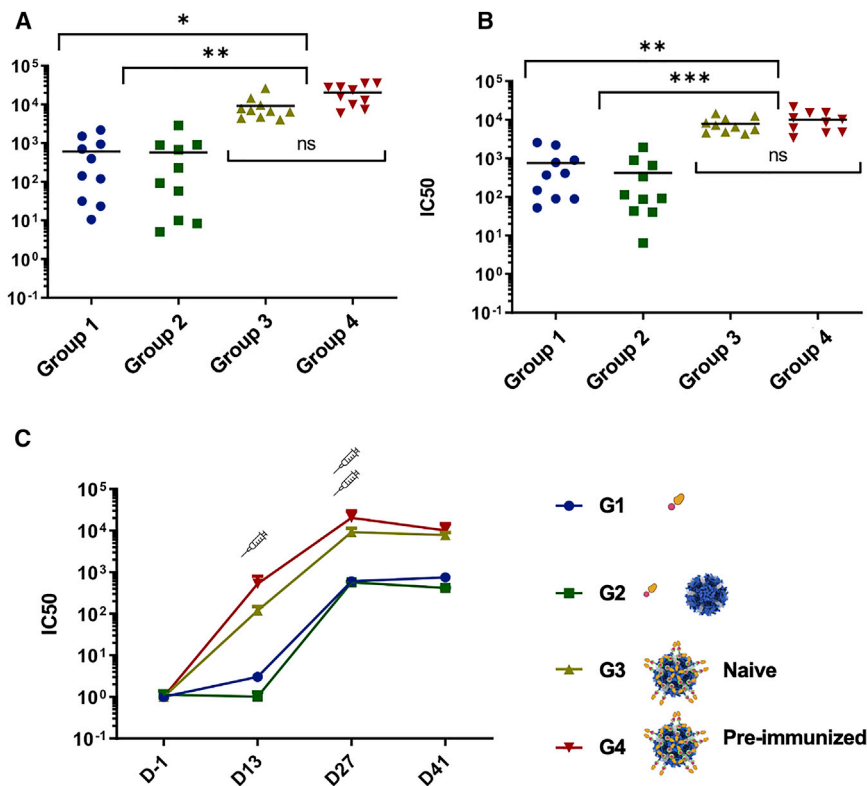 A
*
**
10^5
10^4
10^3
10^2
10^1
10^0
10^-1
ns
Group 1
Group 2
Group 3
Group 4
B
**
***
IC50
10^5
10^4
10^3
10^2
10^1
10^0
10^-1
ns
Group 1
Group 2
Group 3
Group 4
C
IC50
10^5
10^4
10^3
10^2
10^1
10^0
10^-1
D-1
D13
D27
D41
G1
G2
G3 Naive
G4 Pre-immunized